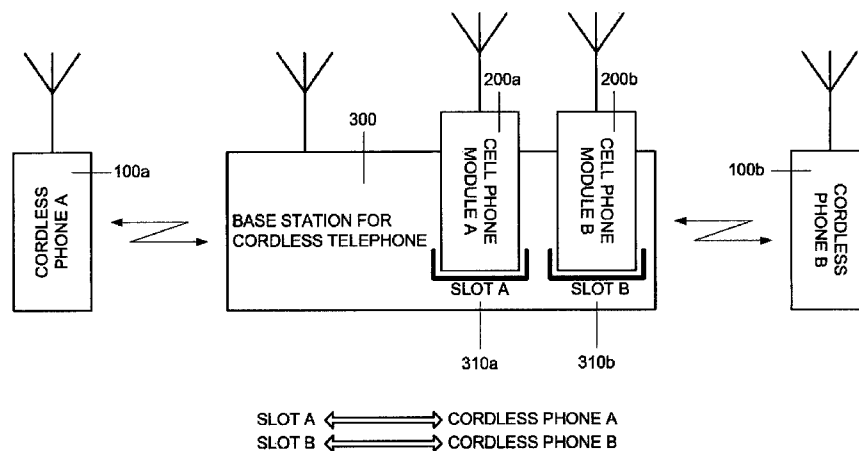 200a
200b
300
100a
100b
CORDLESS
PHONE A
BASE STATION FOR
CORDLESS TELEPHONE
CELL PHONE
MODULE A
CELL PHONE
MODULE B
CORDLESS
PHONE B
SLOT A
SLOT B
310a
310b
SLOT A CORDLESS PHONE A
SLOT B CORDLESS PHONE B